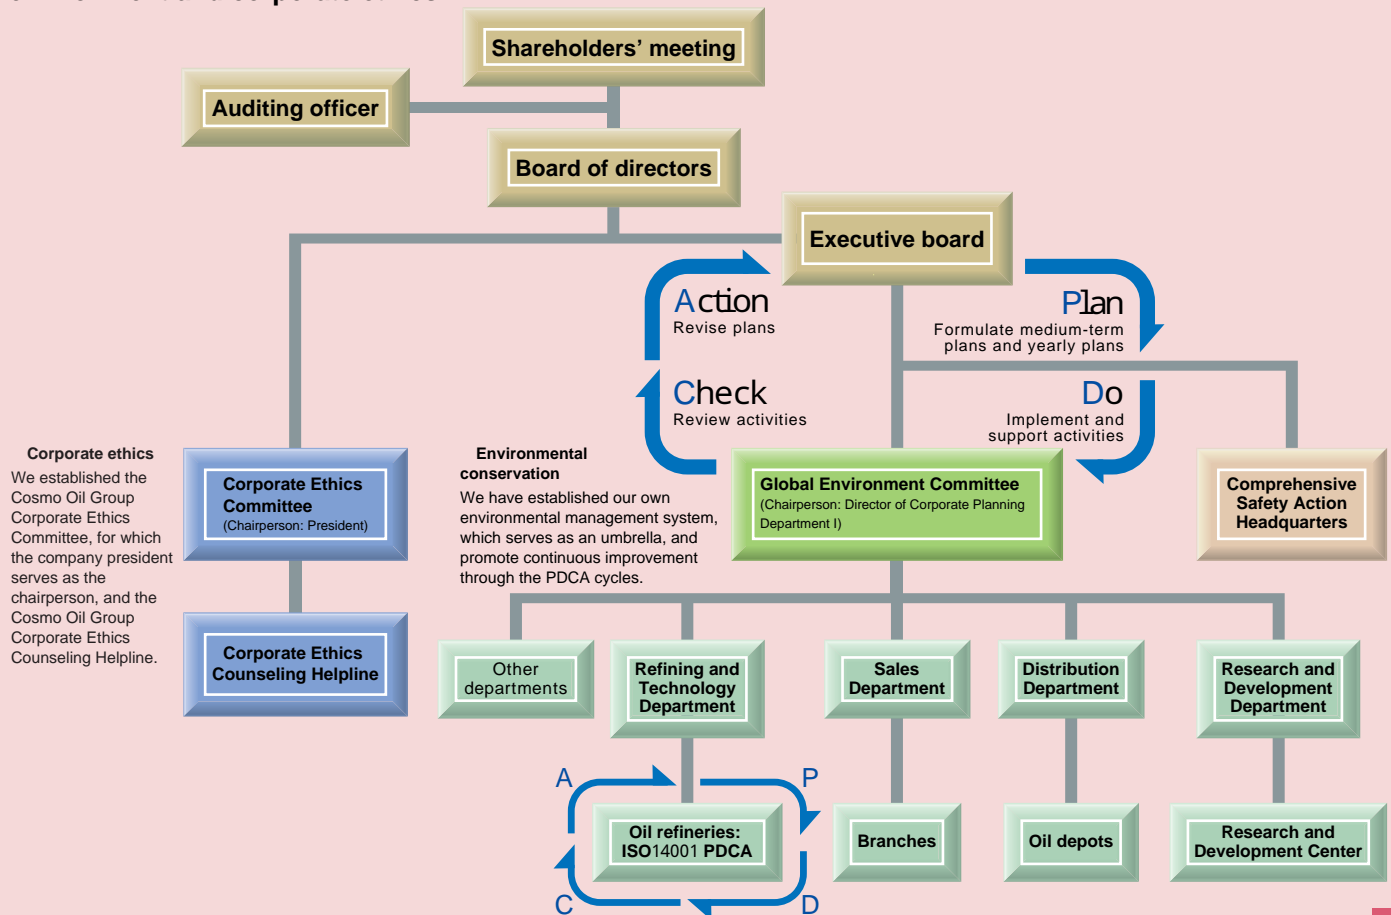 Shareholders’ meeting
Auditing officer
Board of directors
Executive board
Action
Revise plans
Plan
Formulate medium-term
plans and yearly plans
Check
Review activities
Do
Implement and
support activities
Corporate ethics
We established the
Cosmo Oil Group
Corporate Ethics
Committee, for which
the company president
serves as the
chairperson, and the
Cosmo Oil Group
Corporate Ethics
Counseling Helpline.
Corporate Ethics
Committee
(Chairperson: President)
Corporate Ethics
Counseling Helpline
Environmental
conservation
We have established our own
environmental management system,
which serves as an umbrella, and
promote continuous improvement
through the PDCA cycles.
Global Environment Committee
(Chairperson: Director of Corporate Planning
Department I)
Comprehensive
Safety Action
Headquarters
Other
departments
Refining and
Technology
Department
Sales
Department
Distribution
Department
Research and
Development
Department
A
P
Oil refineries:
ISO14001 PDCA
C
D
Branches
Oil depots
Research and
Development Center